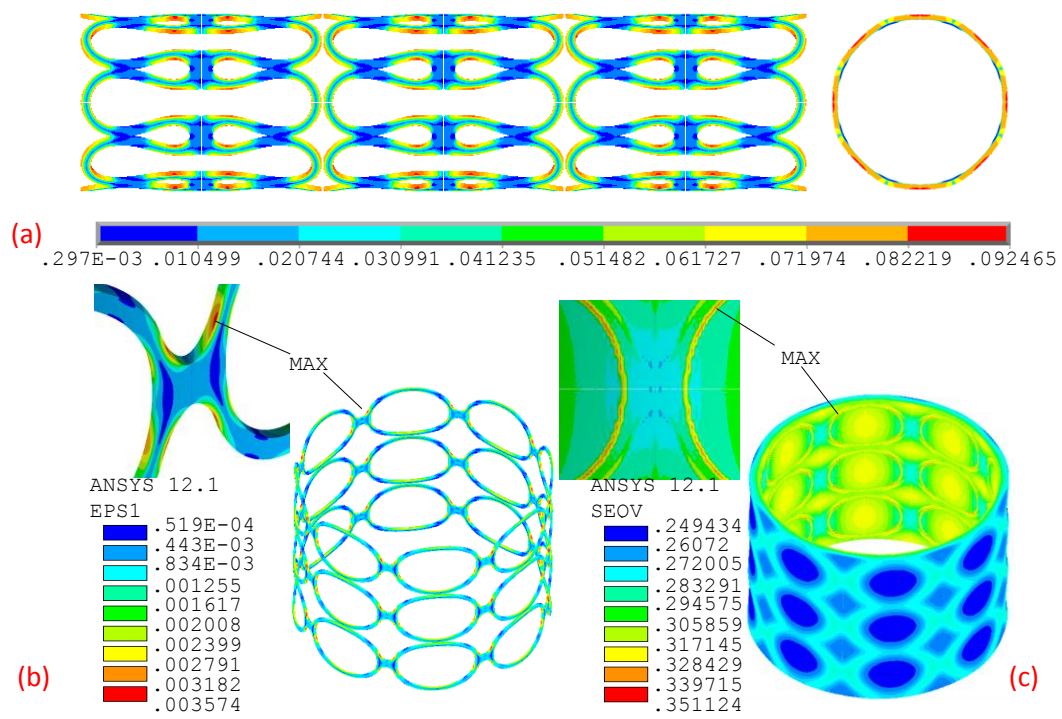 (a)
.297E-03 .010499 .020744 .030991 .041235 .051482 .061727 .071974 .082219 .092465
MAX
ANSYS 12.1
EPS1
.519E-04
.443E-03
.834E-03
.001255
.001617
.002008
.002399
.002791
.003182
.003574
(b)
MAX
ANSYS 12.1
SEOV
.249434
.26072
.272005
.283291
.294575
.305859
.317145
.328429
.339715
.351124
(c)